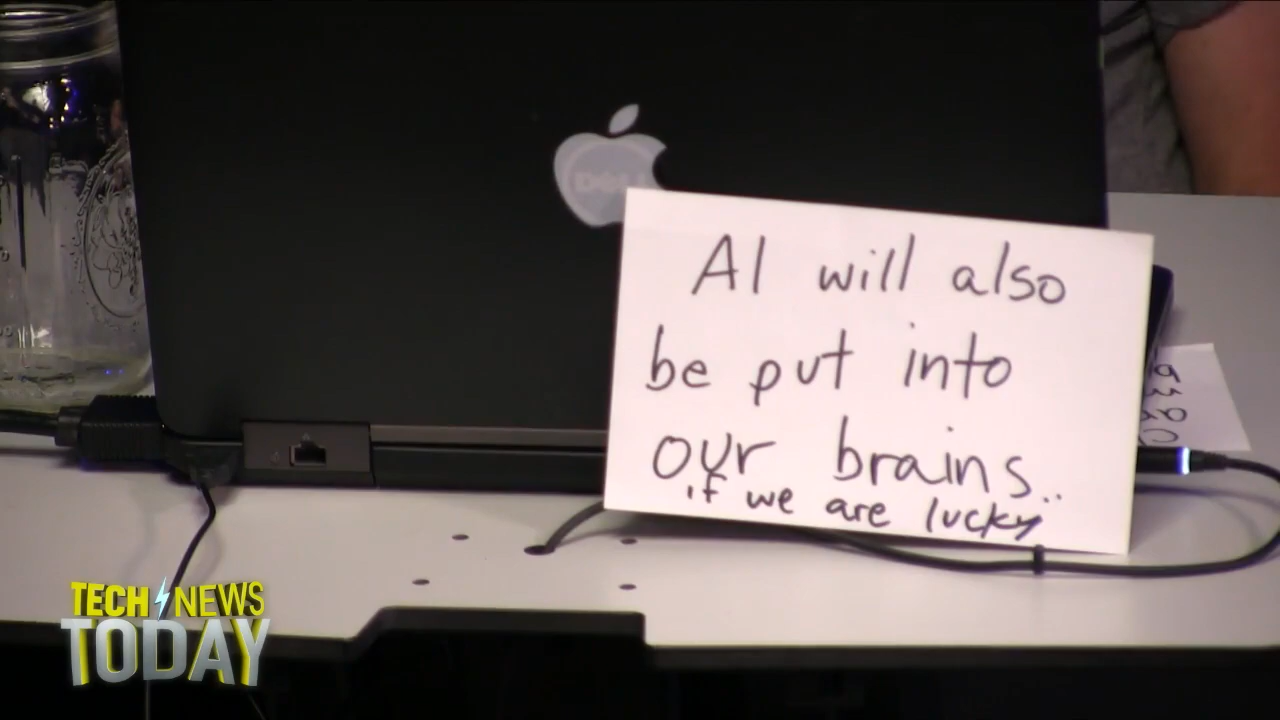 DELL
AI will also
be put into
our brains..
if we are lucky
TECH NEWS
TODAY